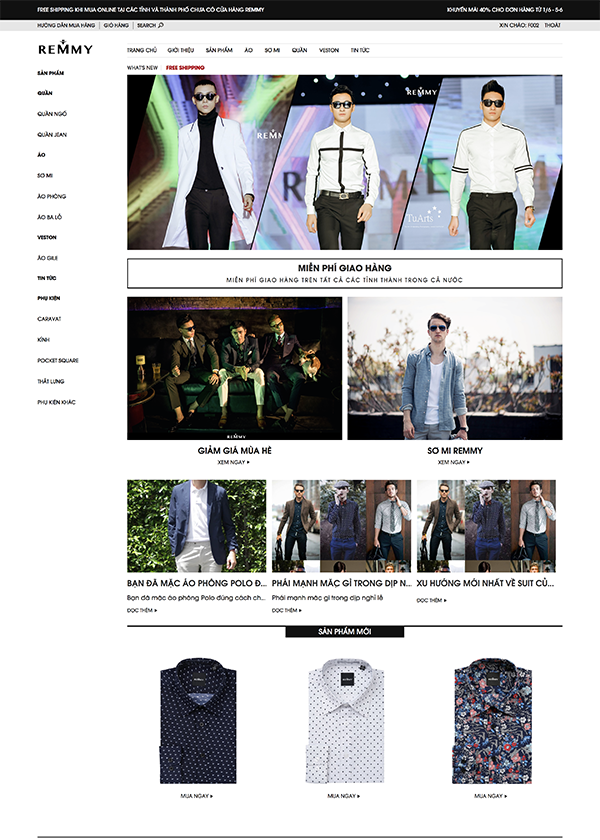 FREE SHIPPING KHI MUA ONLINE TẠI CÁC TỈNH VÀ THÀNH PHỐ CHƯA CÓ CỬA HÀNG REMMY
KHUYẾN MÃI 40% CHO ĐƠN HÀNG TỪ 1/6 - 5-6
HƯỚNG DẪN MUA HÀNG | GIỎ HÀNG | SEARCH
XIN CHÀO: F002 THOÁT
REMMY
TRANG CHỦ GIỚI THIỆU SẢN PHẨM ÁO SƠ MI QUẦN VESTON TIN TỨC
WHAT'S NEW FREE SHIPPING
SẢN PHẨM
QUẦN
QUẦN NGỐ
QUẦN JEAN
ÁO
SƠ MI
ÁO PHÔNG
ÁO BA LỖ
VESTON
ÁO GILE
TIN TỨC
PHỤ KIỆN
CARAVAT
KÍNH
POCKET SQUARE
THẮT LƯNG
PHỤ KIỆN KHÁC
REMMY
REMMY
TuArts
MIỄN PHÍ GIAO HÀNG
MIỄN PHÍ GIAO HÀNG TRÊN TẤT CẢ CÁC TỈNH THÀNH TRONG CẢ NƯỚC
REMMY
GIẢM GIÁ MÙA HÈ
XEM NGAY
SƠ MI REMMY
XEM NGAY
BẠN ĐÃ MẶC ÁO PHÔNG POLO Đ...
Bạn đã mặc áo phông Polo đúng cách ch...
ĐỌC THÊM
PHÁI MẠNH MẶC GÌ TRONG DỊP N...
Phái mạnh mặc gì trong dịp nghỉ lễ
ĐỌC THÊM
XU HƯỚNG MỚI NHẤT VỀ SUIT CỦ...
ĐỌC THÊM
SẢN PHẨM MỚI
MUA NGAY
MUA NGAY
MUA NGAY